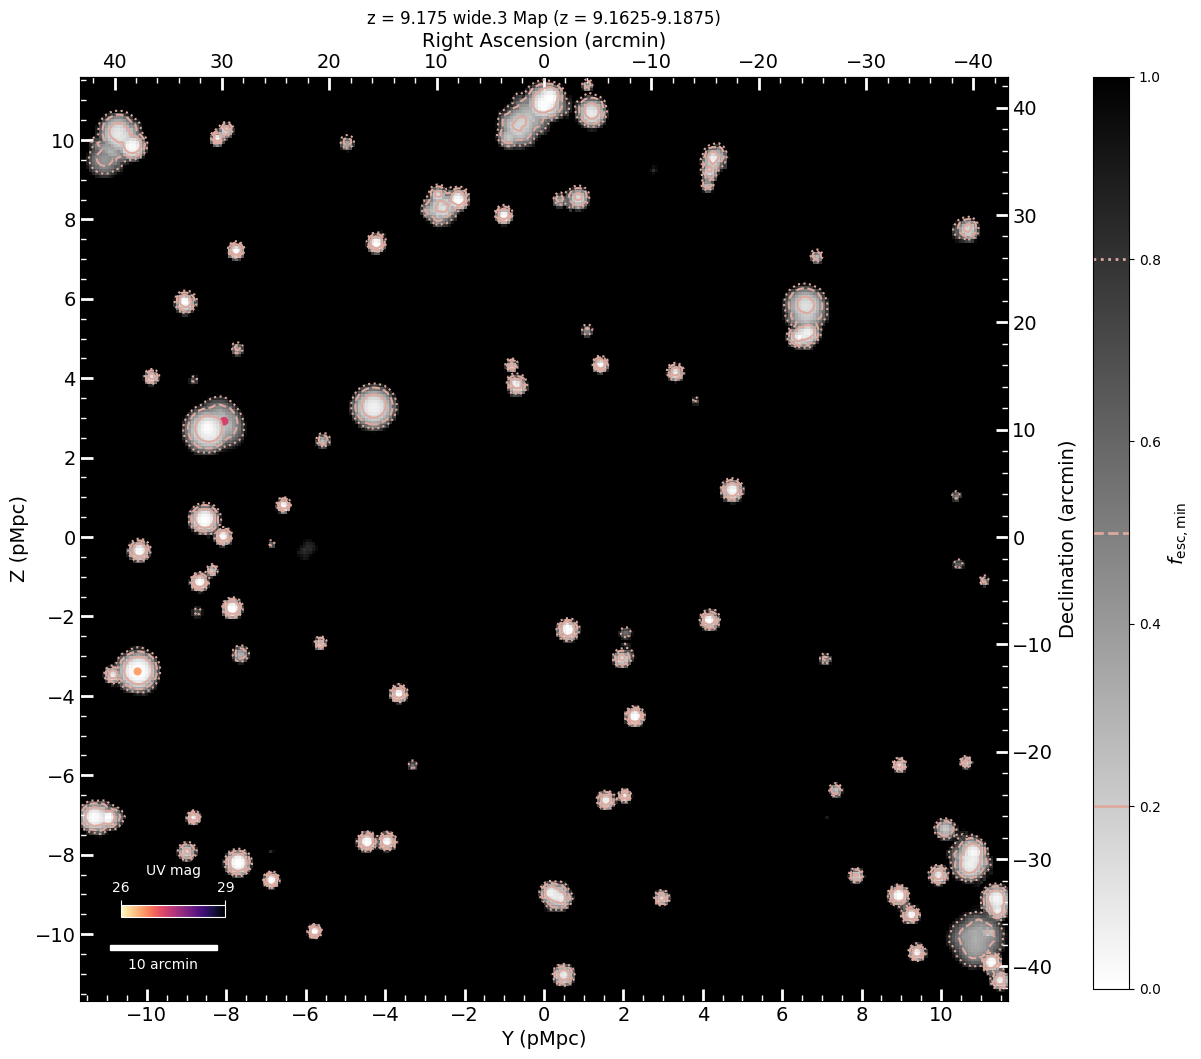 z = 9.175 wide.3 Map (z = 9.1625-9.1875)
Right Ascension (arcmin)
40 30 20 10 0 −10 −20 −30 −40
10
8
6
4
2
0
−2
−4
−6
−8
−10
Z (pMpc)
−10 −8 −6 −4 −2 0 2 4 6 8 10
Y (pMpc)
UV mag
26 29
10 arcmin
40
30
20
10
0
−10
−20
−30
−40
Declination (arcmin)
1.0
0.8
0.6
0.4
0.2
0.0
f_esc,min